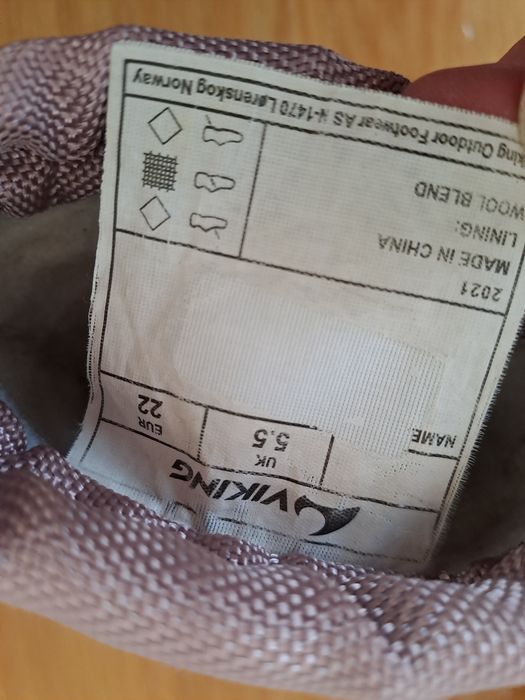 VIKING
UK
5.5
EUR
22
NAME
2021
MADE IN CHINA
LINING:
WOOL BLEND
king Outdoor Footwear AS N-1470 Lørenskog Norway